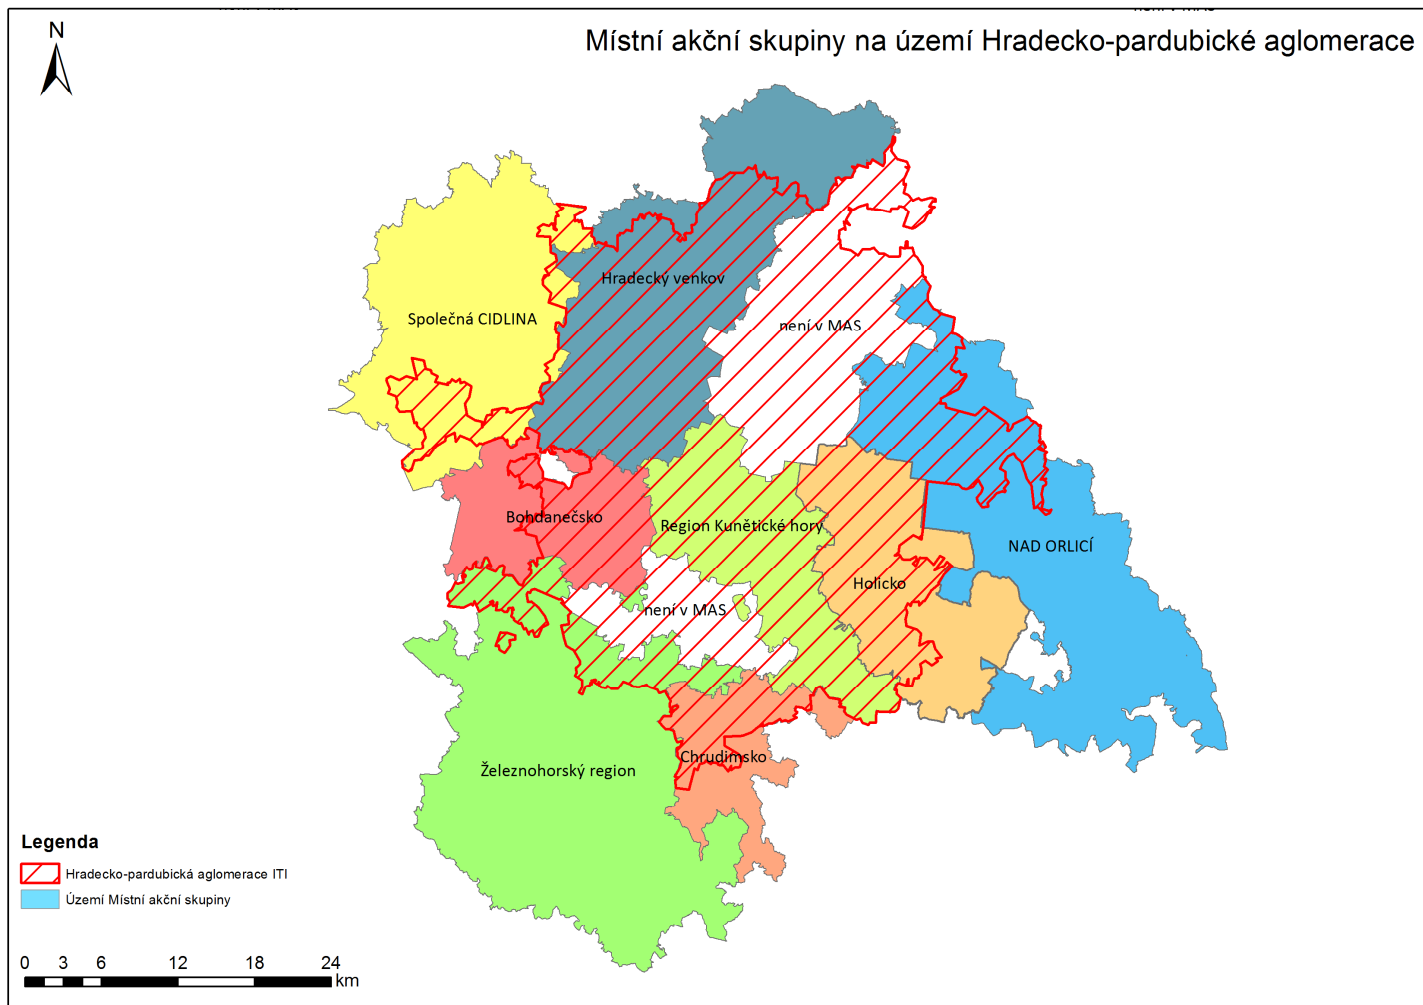 N
Místní akční skupiny na území Hradecko-pardubické aglomerace
Hradecký venkov
Společná CIDLINA
není v MAS
Bohdanečsko
Region Kunětické hory
NAD ORLICÍ
Holicko
není v MAS
Chrudimsko
Železnohorský region
Legenda
Hradecko-pardubická aglomerace ITI
Území Místní akční skupiny
0 3 6 12 18 24
km